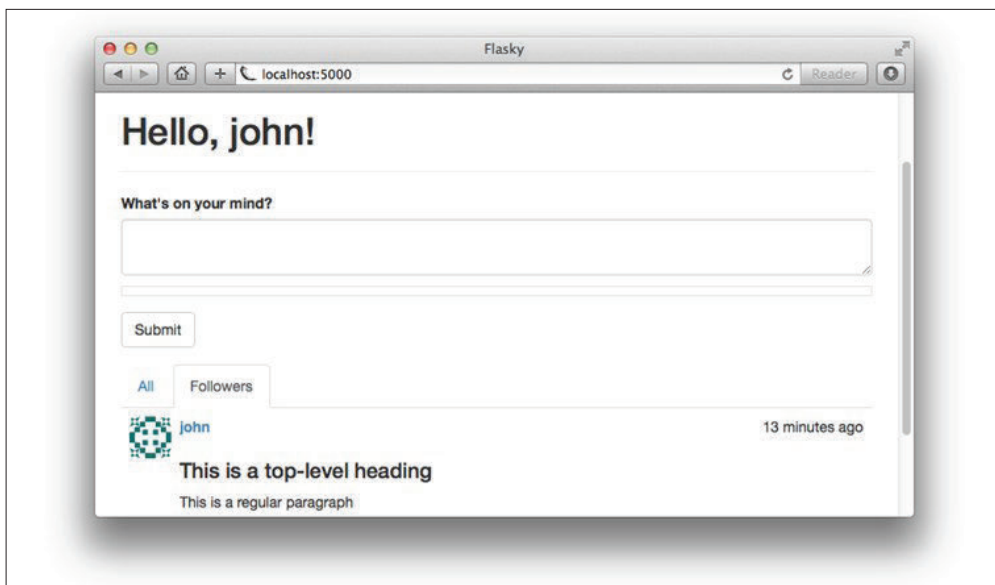 Flasky
localhost:5000
Reader
Hello, john!
What's on your mind?
Submit
All Followers
john 13 minutes ago
This is a top-level heading
This is a regular paragraph